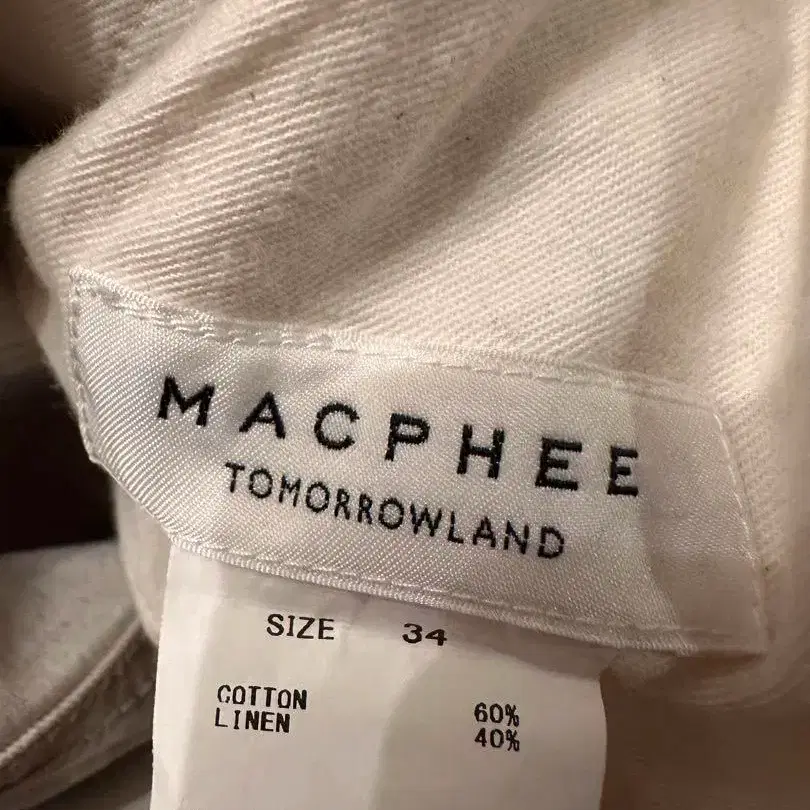 MACPHEE
TOMORROWLAND
SIZE 34
COTTON 60%
LINEN 40%